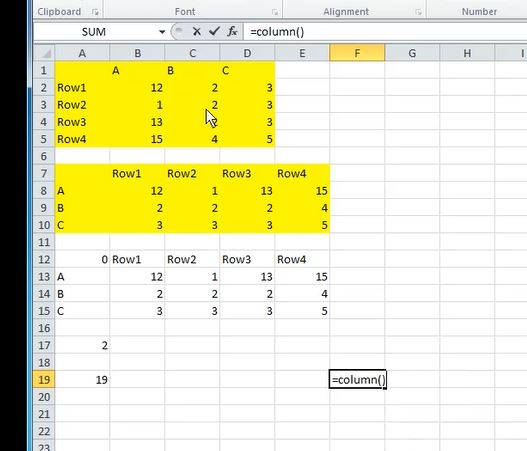 Clipboard Font Alignment Number
SUM fx =column()
A B C D E F G H I
1 A B C
2 Row1 12 2 3
3 Row2 1 2 3
4 Row3 13 2 3
5 Row4 15 4 5
6
7 Row1 Row2 Row3 Row4
8 A 12 1 13 15
9 B 2 2 2 4
10 C 3 3 3 5
11
12 0 Row1 Row2 Row3 Row4
13 A 12 1 13 15
14 B 2 2 2 4
15 C 3 3 3 5
16
17 2
18
19 19 =column()
20
21
22
23